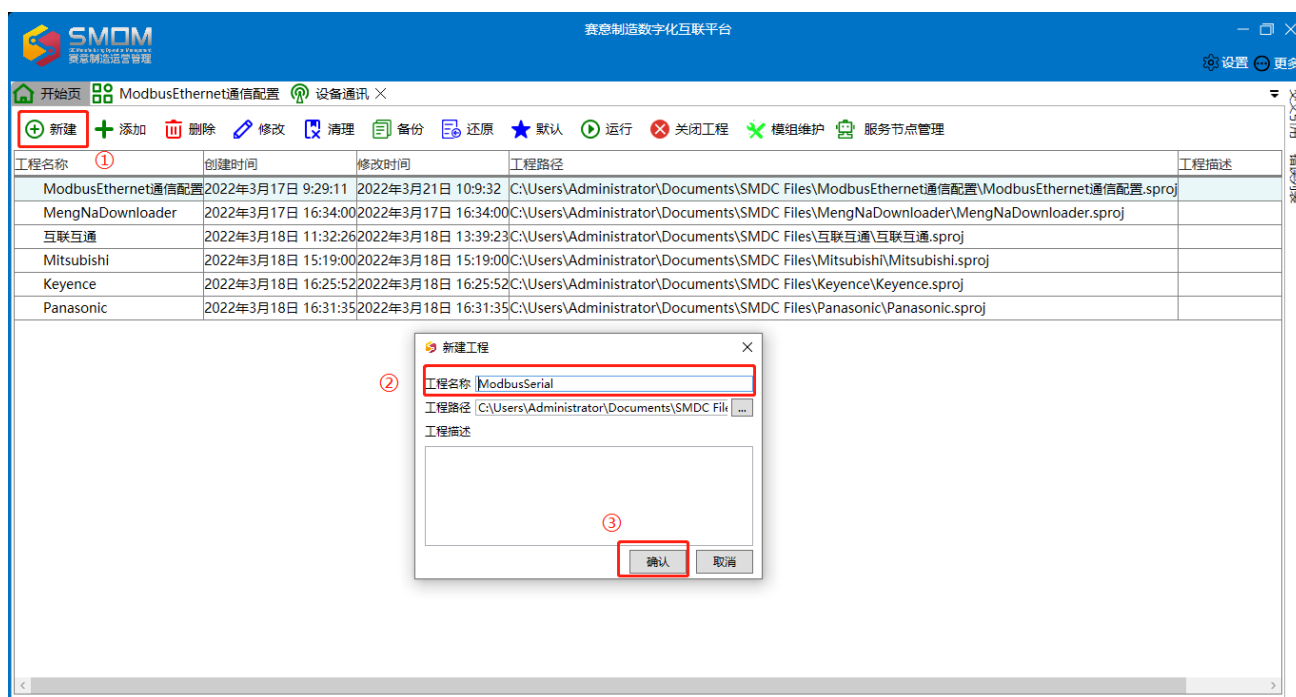 赛意制造数字化互联平台
SMOM
赛意制造运营管理
设置 更多
开始页 ModbusEthernet通信配置 设备通讯
新建 添加 删除 修改 清理 备份 还原 默认 运行 关闭工程 模组维护 服务节点管理
①
工程名称 创建时间 修改时间 工程路径 工程描述
ModbusEthernet通信配置 2022年3月17日 9:29:11 2022年3月21日 10:9:32 C:\Users\Administrator\Documents\SMDC Files\ModbusEthernet通信配置\ModbusEthernet通信配置.sproj
MengNaDownloader 2022年3月17日 16:34:00 2022年3月17日 16:34:00 C:\Users\Administrator\Documents\SMDC Files\MengNaDownloader\MengNaDownloader.sproj
互联互通 2022年3月18日 11:32:26 2022年3月18日 13:39:23 C:\Users\Administrator\Documents\SMDC Files\互联互通\互联互通.sproj
Mitsubishi 2022年3月18日 15:19:00 2022年3月18日 15:19:00 C:\Users\Administrator\Documents\SMDC Files\Mitsubishi\Mitsubishi.sproj
Keyence 2022年3月18日 16:25:52 2022年3月18日 16:25:52 C:\Users\Administrator\Documents\SMDC Files\Keyence\Keyence.sproj
Panasonic 2022年3月18日 16:31:35 2022年3月18日 16:31:35 C:\Users\Administrator\Documents\SMDC Files\Panasonic\Panasonic.sproj
新建工程
②
工程名称 ModbusSerial
工程路径 C:\Users\Administrator\Documents\SMDC File ...
工程描述
③
确认 取消